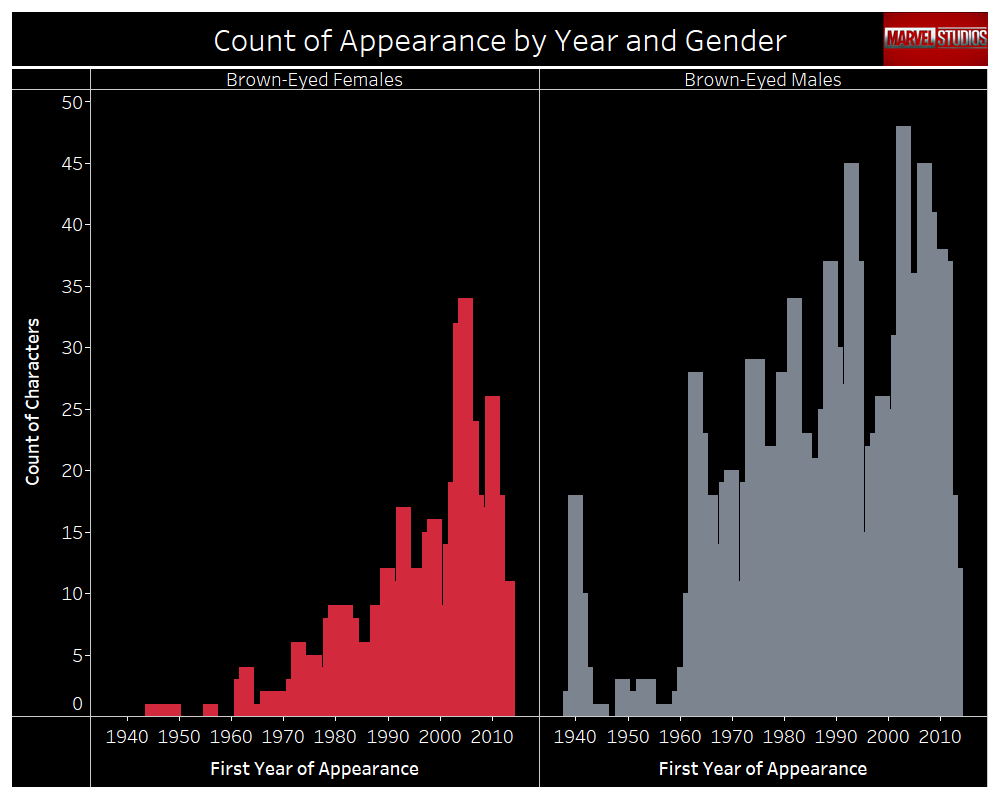 Count of Appearance by Year and Gender
MARVEL STUDIOS
Brown-Eyed Females
Brown-Eyed Males
50
45
40
35
30
25
20
15
10
5
0
Count of Characters
1940 1950 1960 1970 1980 1990 2000 2010
1940 1950 1960 1970 1980 1990 2000 2010
First Year of Appearance
First Year of Appearance